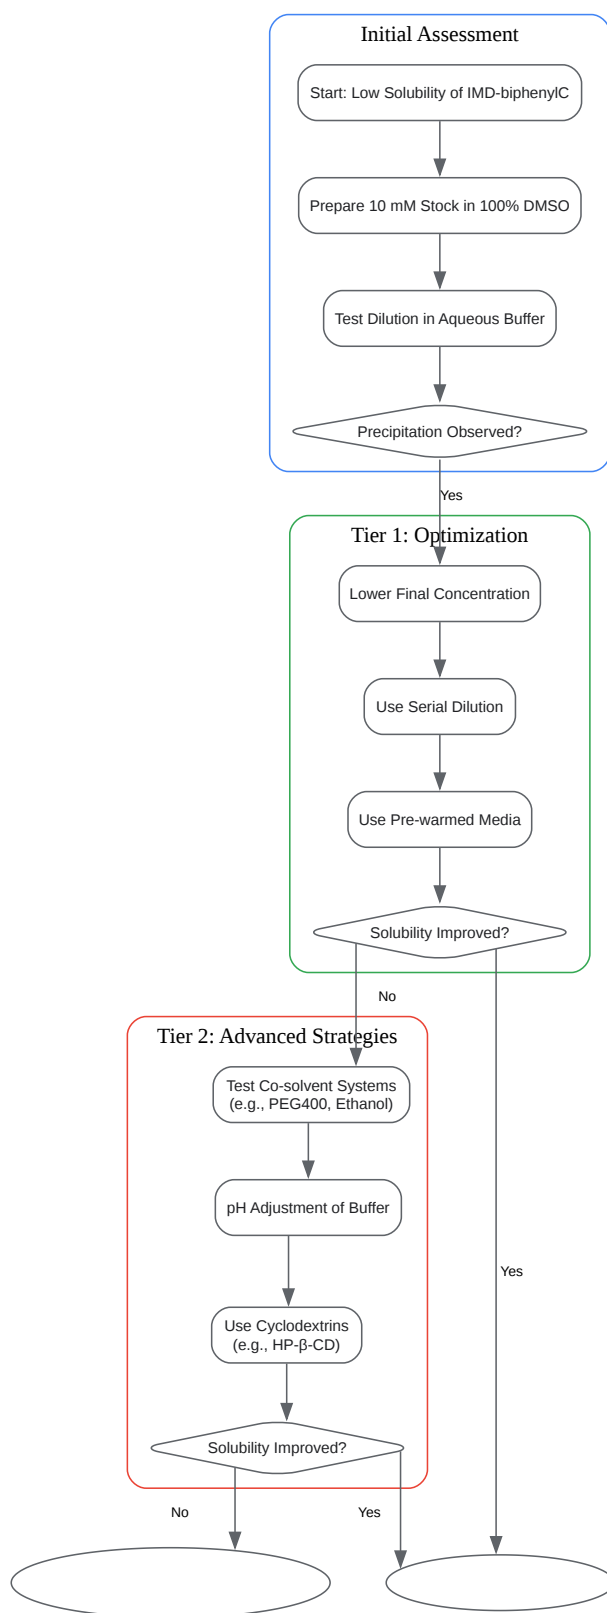 Initial Assessment
Start: Low Solubility of IMD-biphenylC
Prepare 10 mM Stock in 100% DMSO
Test Dilution in Aqueous Buffer
Precipitation Observed?
Yes
Tier 1: Optimization
Lower Final Concentration
Use Serial Dilution
Use Pre-warmed Media
Solubility Improved?
No
Tier 2: Advanced Strategies
Test Co-solvent Systems
(e.g., PEG400, Ethanol)
pH Adjustment of Buffer
Yes
Use Cyclodextrins
(e.g., HP-β-CD)
Solubility Improved?
No
Yes